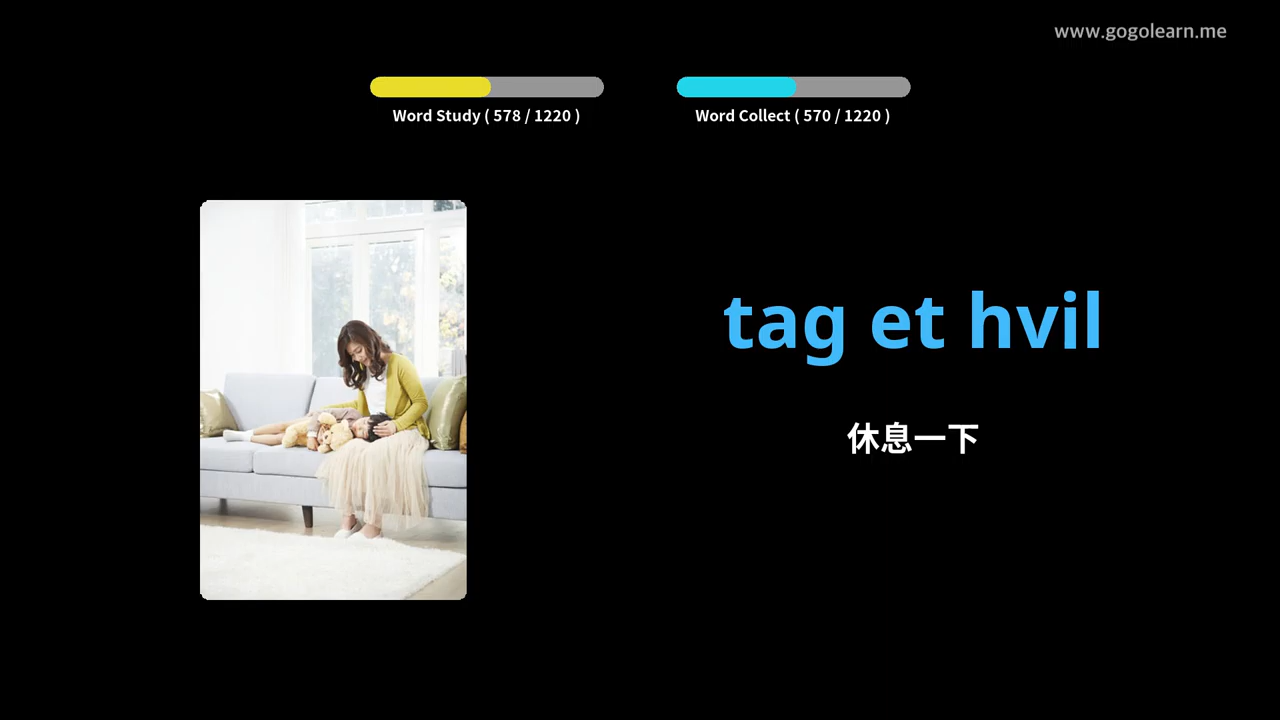 www.gogolearn.me
Word Study ( 578 / 1220 )
Word Collect ( 570 / 1220 )
tag et hvil
休息一下